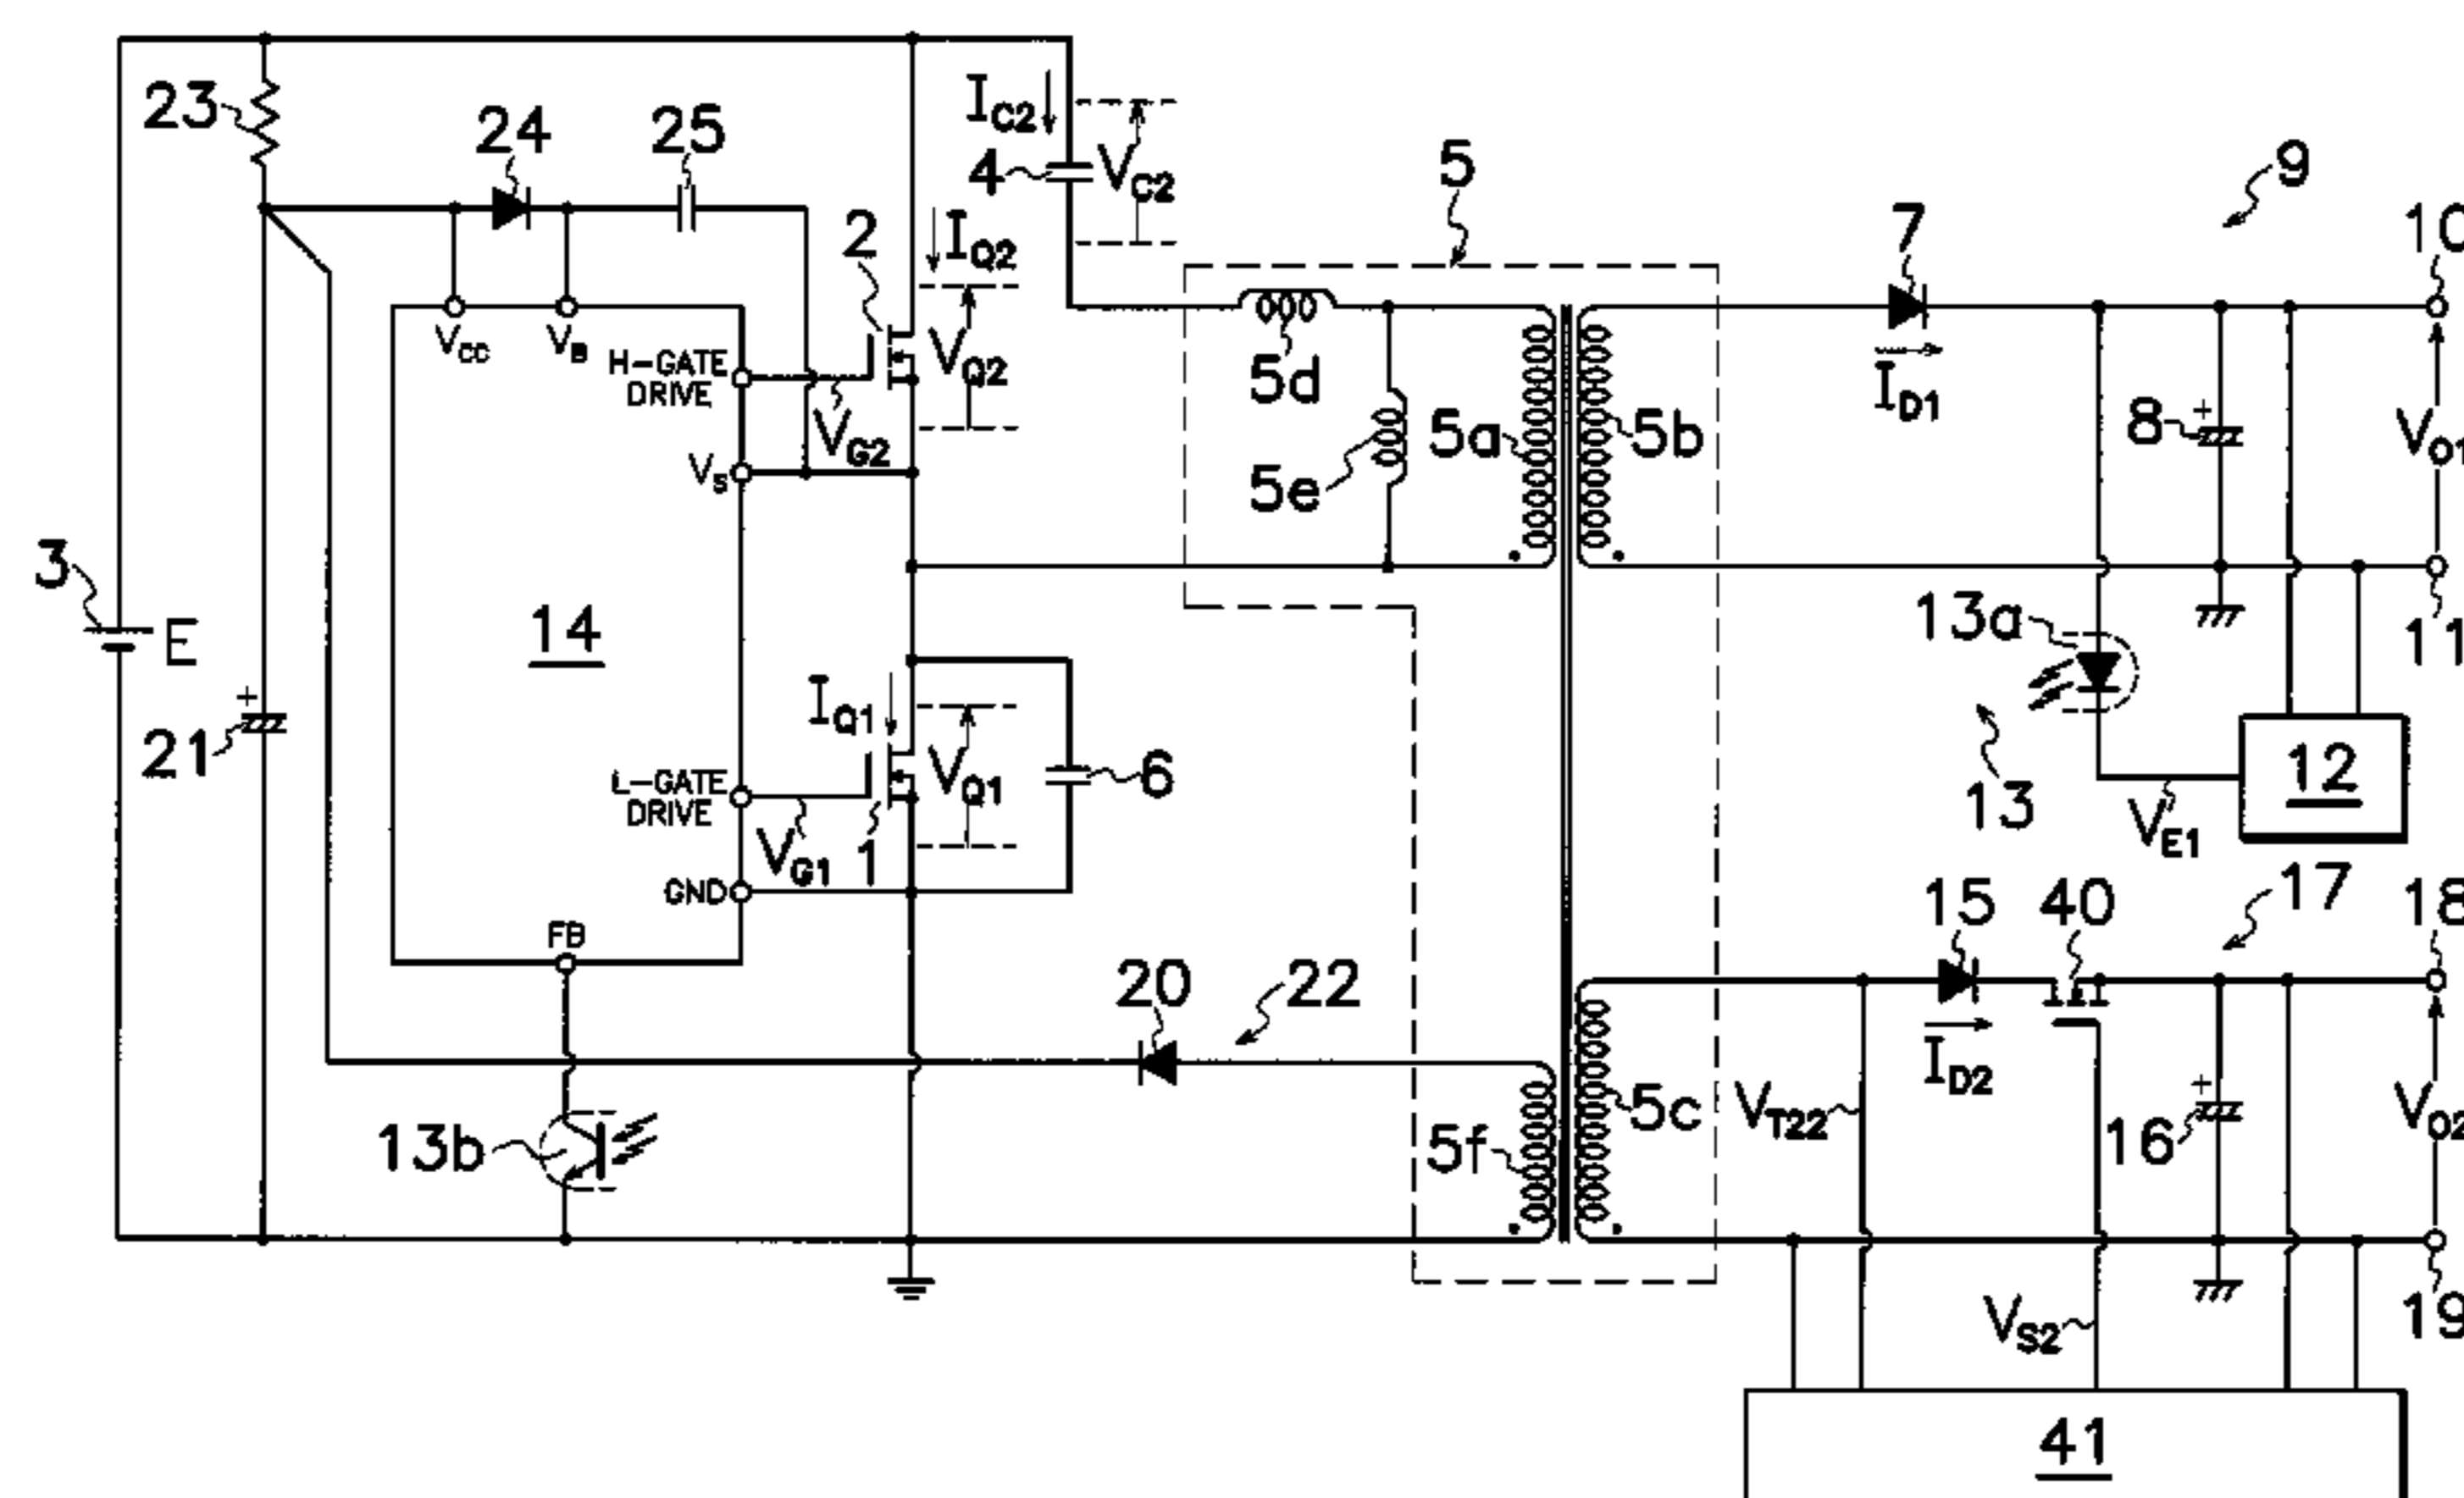 23
24
25
I_C2
4
V_C2
5
9
7
10
2
I_Q2
V_CC
V_B
H-GATE
DRIVE
V_Q2
5d
I_D1
V_G2
5a
5b
8
+
V_O1
V_S
5e
3
E
14
13a
11
+
21
I_Q1
V_Q1
6
12
L-GATE
DRIVE
13
V_G1
1
V_E1
GND
17
15
40
18
FB
20
22
I_D2
13b
5f
5c
V_T22
+
16
V_O2
V_S2
19
41